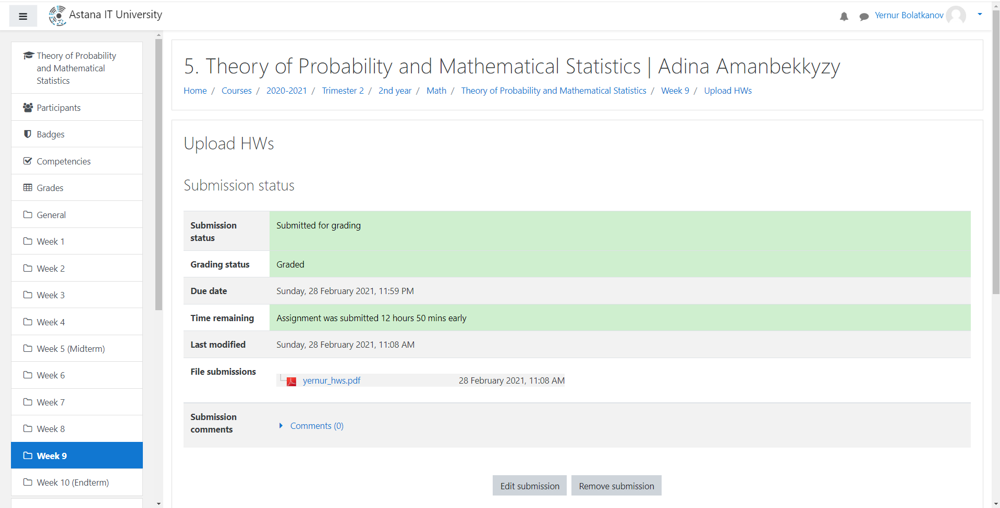 Astana IT University
Yernur Bolatkanov
Theory of Probability
and Mathematical
Statistics
Participants
Badges
Competencies
Grades
General
Week 1
Week 2
Week 3
Week 4
Week 5 (Midterm)
Week 6
Week 7
Week 8
Week 9
Week 10 (Endterm)
5. Theory of Probability and Mathematical Statistics | Adina Amanbekkyzy
Home / Courses / 2020-2021 / Trimester 2 / 2nd year / Math / Theory of Probability and Mathematical Statistics / Week 9 / Upload HWs
Upload HWs
Submission status
Submission
status
Submitted for grading
Grading status
Graded
Due date
Sunday, 28 February 2021, 11:59 PM
Time remaining
Assignment was submitted 12 hours 50 mins early
Last modified
Sunday, 28 February 2021, 11:08 AM
File submissions
yernur_hws.pdf
28 February 2021, 11:08 AM
Submission
comments
Comments (0)
Edit submission
Remove submission